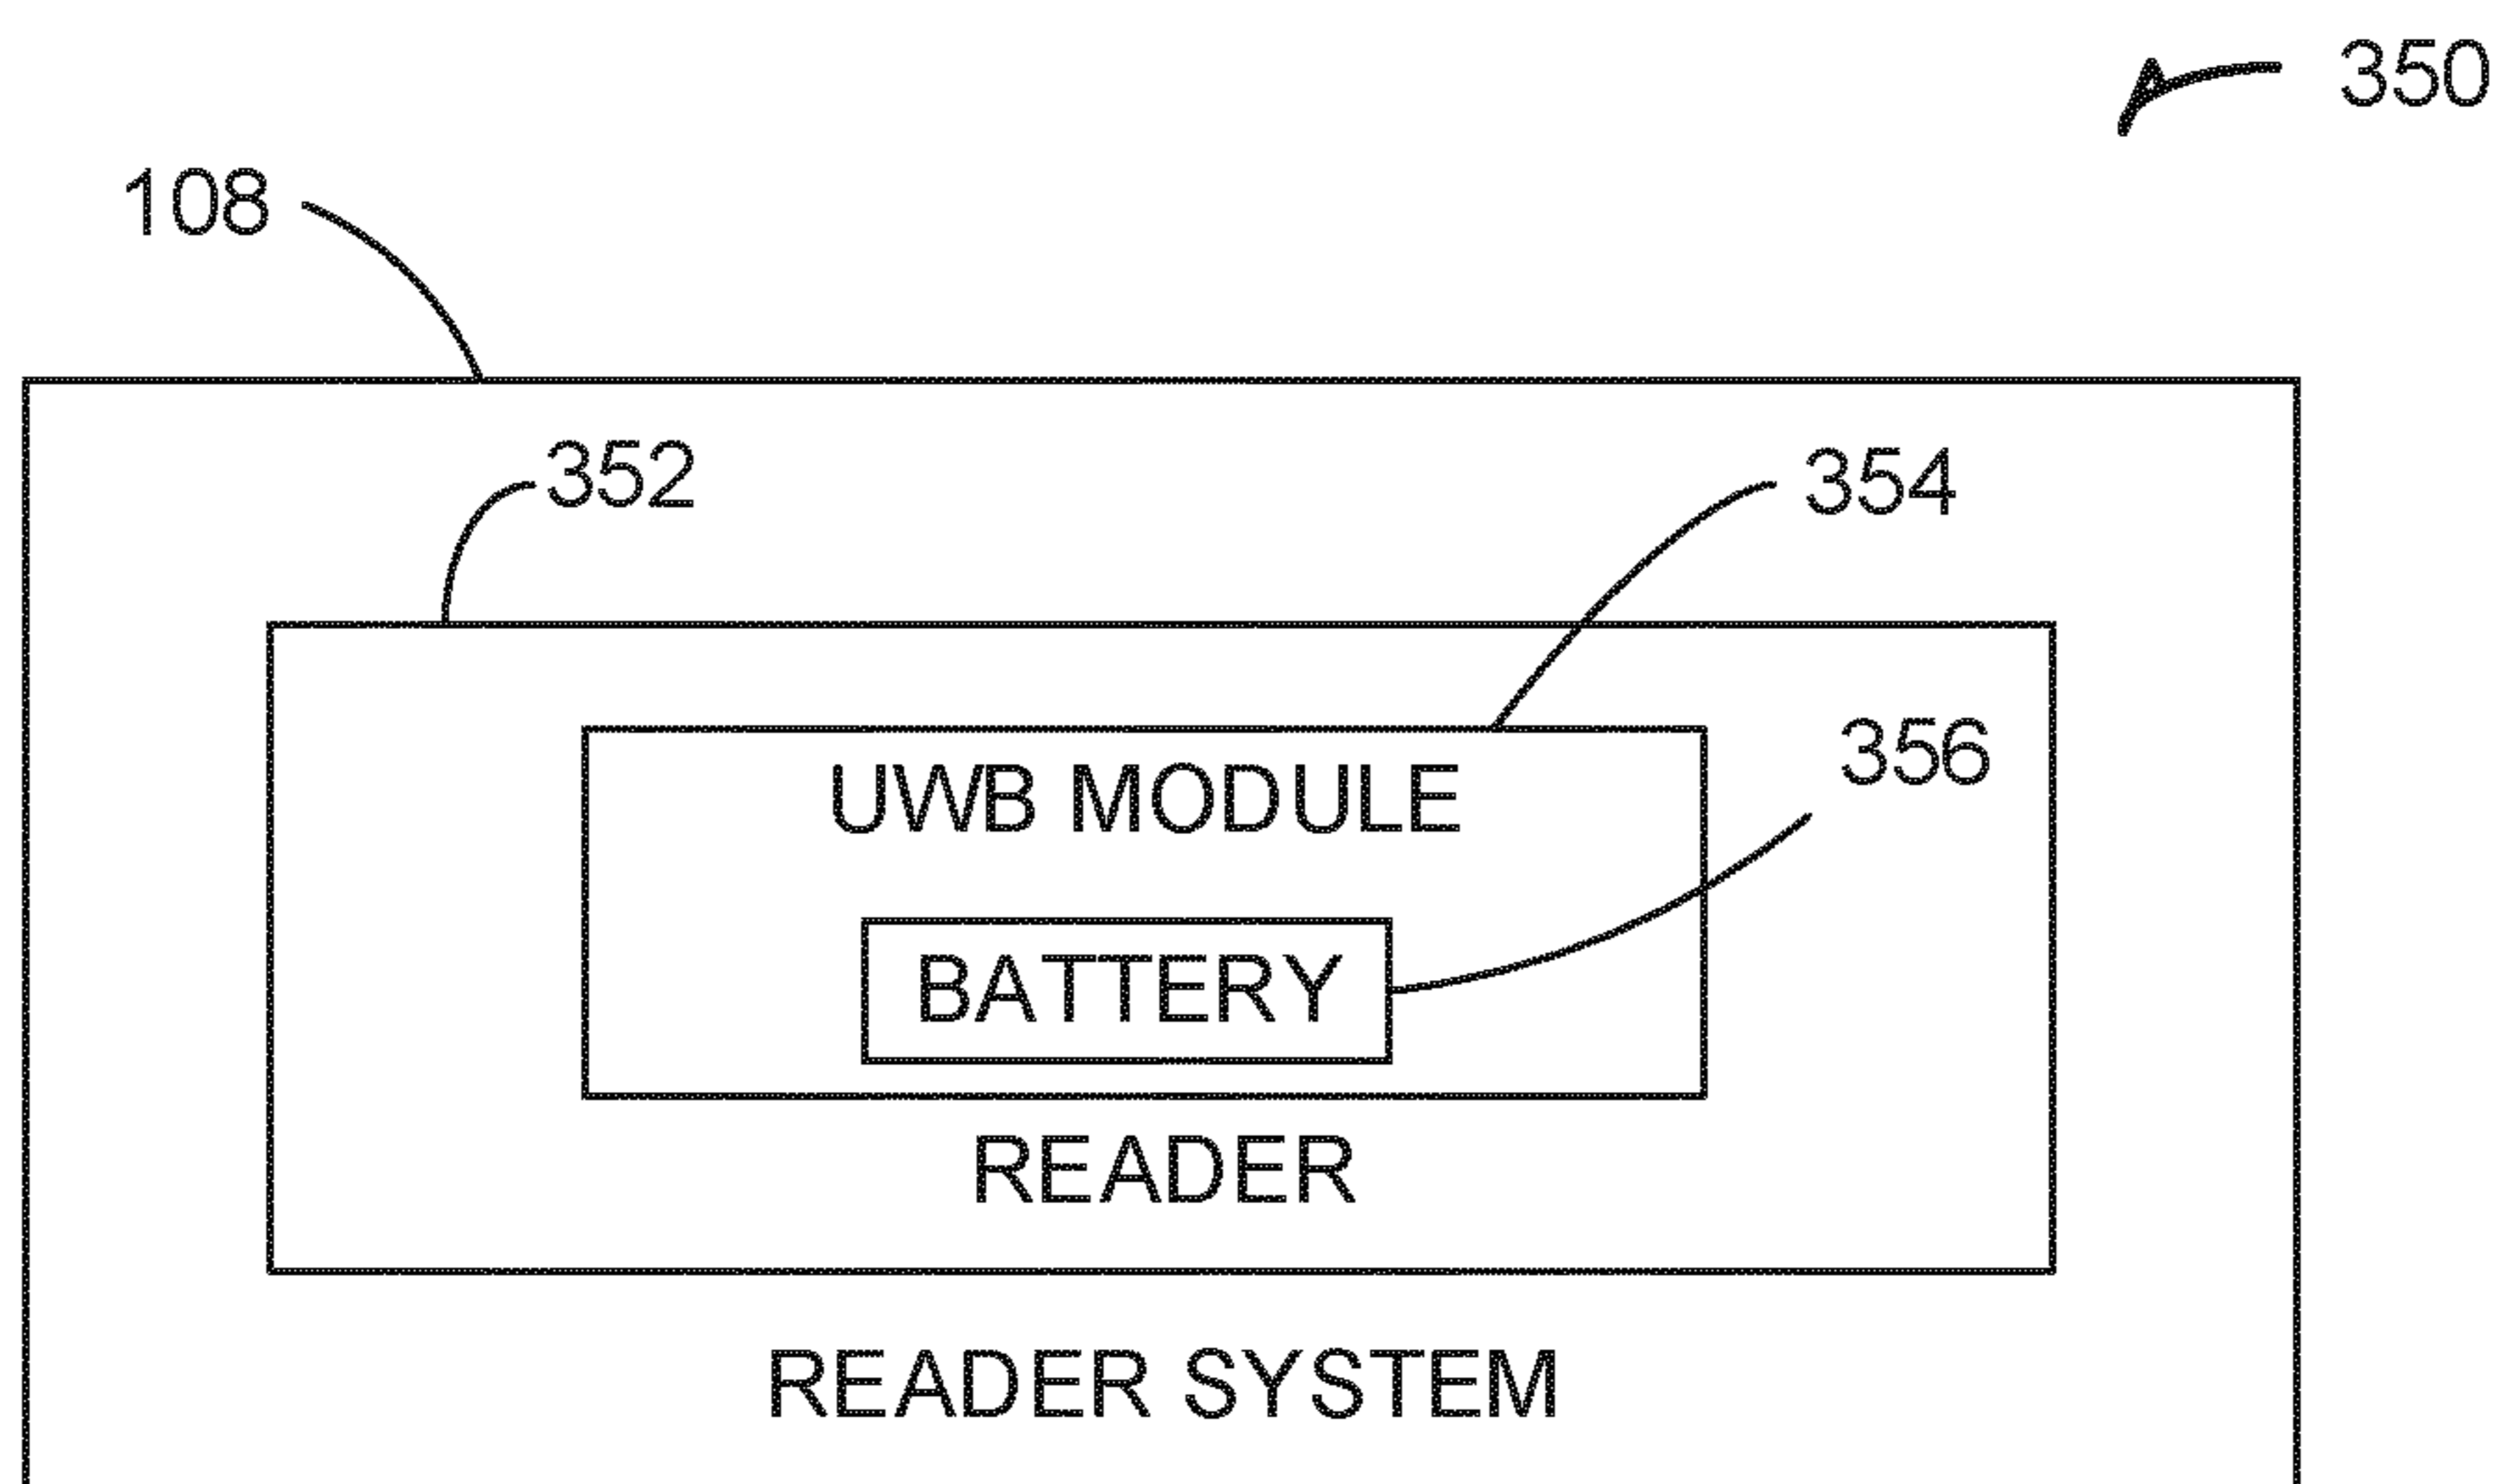 350
108
352
354
UWB MODULE
356
BATTERY
READER
READER SYSTEM